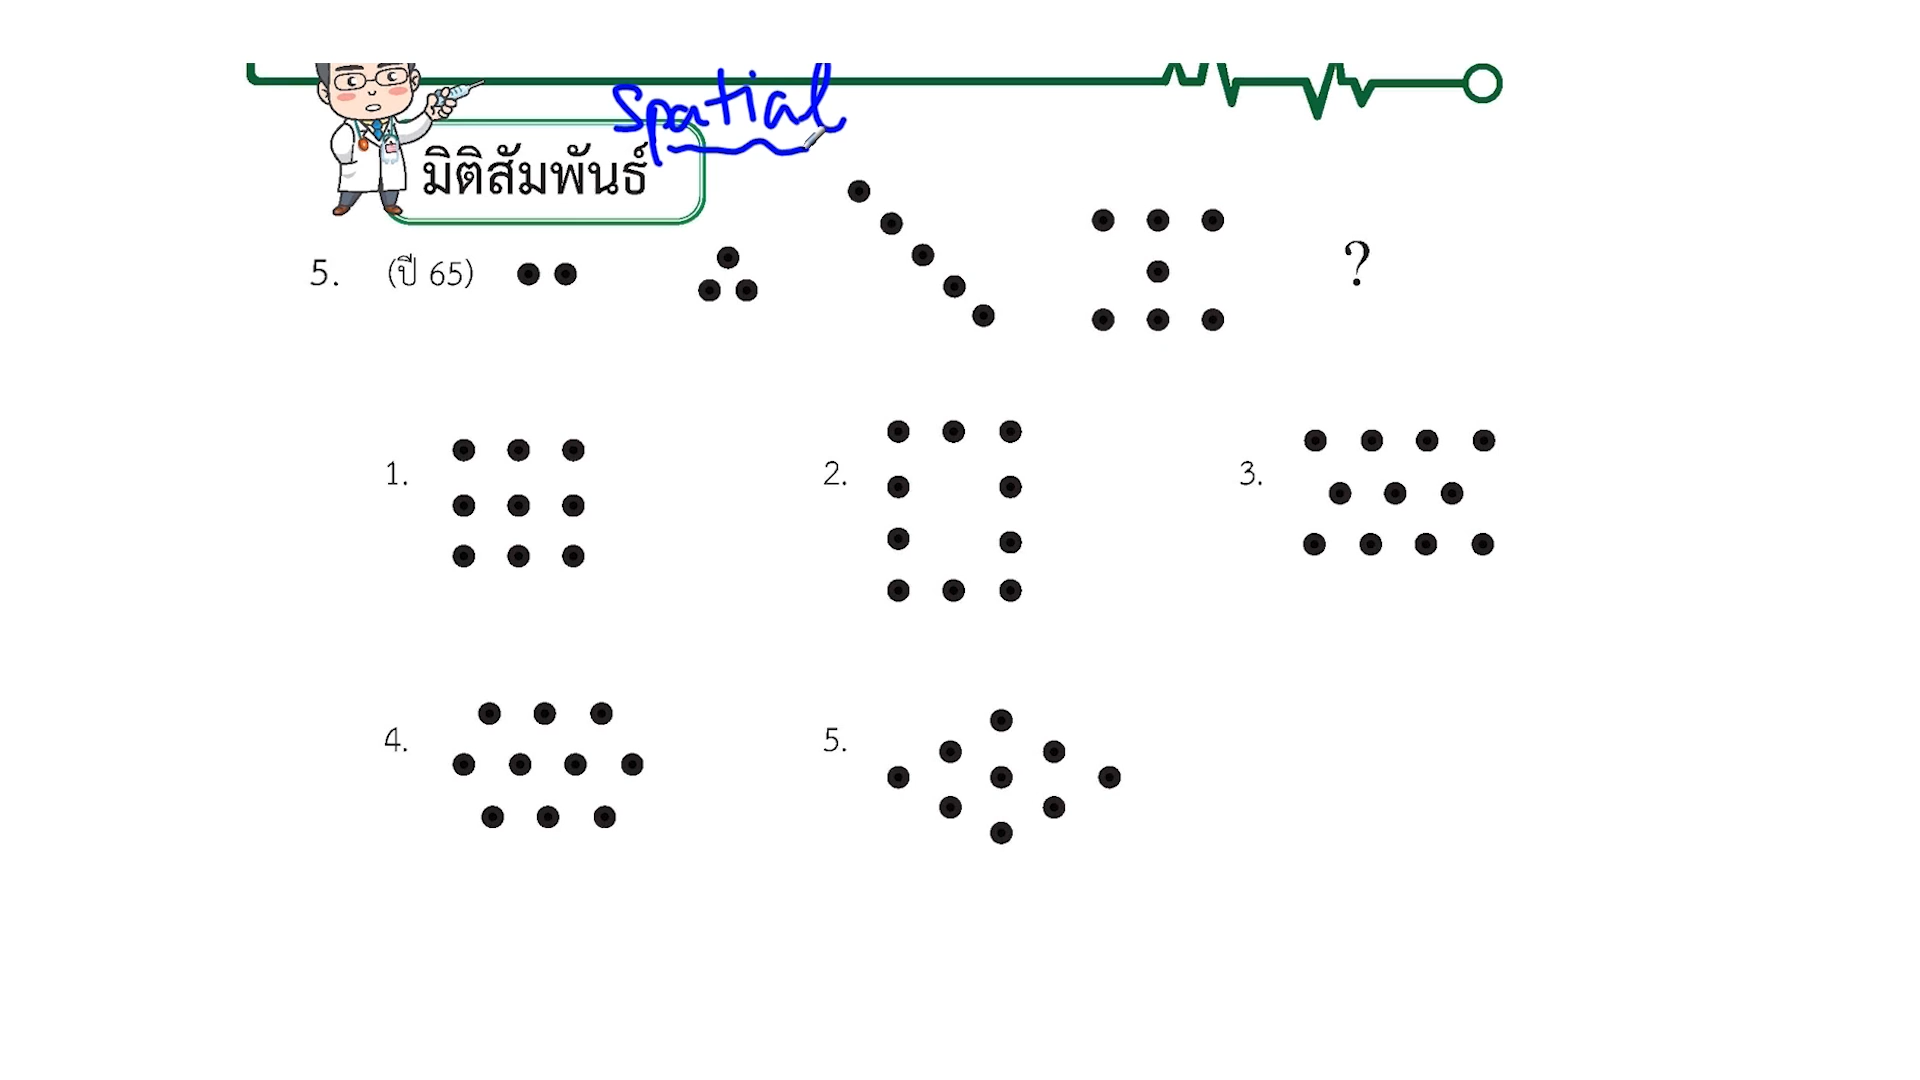 spatial
มิติสัมพันธ์
5. (ปี 65) ?
1. 2. 3.
4. 5.